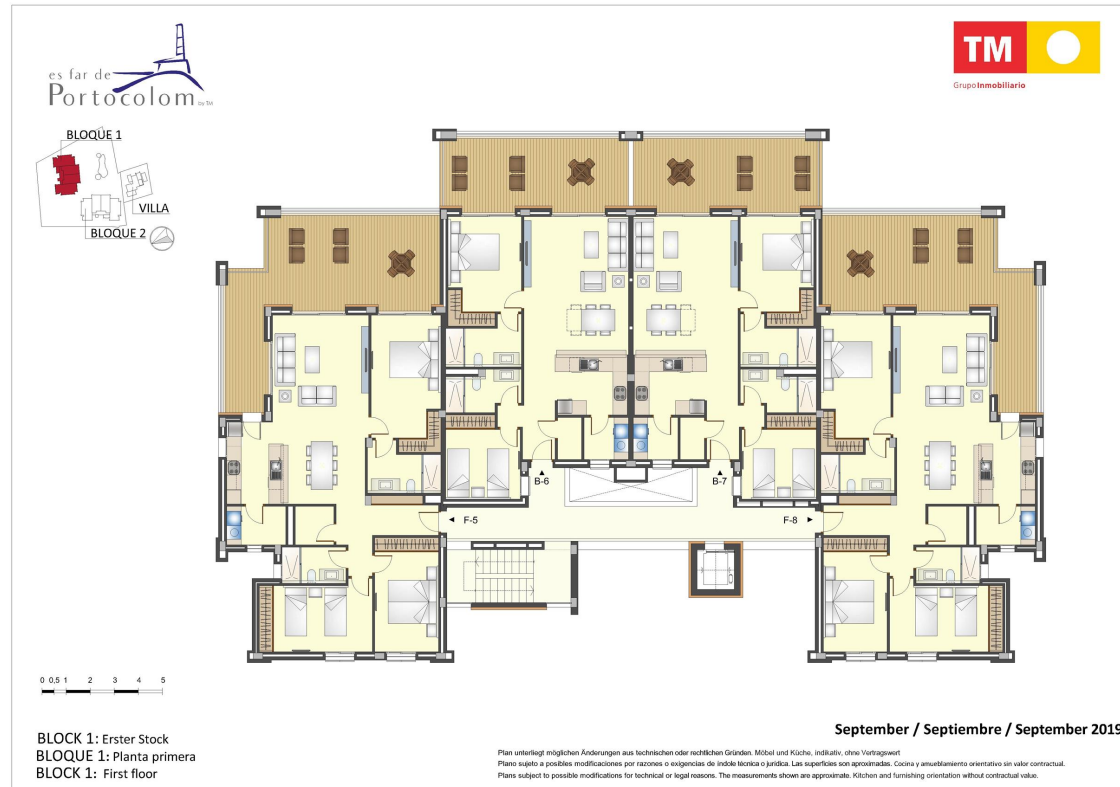 es far de
Portocolom by TM
TM
Grupo Inmobiliario
BLOQUE 1
VILLA
BLOQUE 2
B-6
B-7
F-5
F-8
0 0,5 1 2 3 4 5
BLOCK 1: Erster Stock
BLOQUE 1: Planta primera
BLOCK 1: First floor
September / Septiembre / September 2019
Plan unterliegt möglichen Änderungen aus technischen oder rechtlichen Gründen. Möbel und Küche, indikativ, ohne Vertragswert
Plano sujeto a posibles modificaciones por razones o exigencias de indole técnica o jurídica. Las superficies son aproximadas. Cocina y amueblamiento orientativo sin valor contractual.
Plans subject to possible modifications for technical or legal reasons. The measurements shown are approximate. Kitchen and furnishing orientation without contractual value.